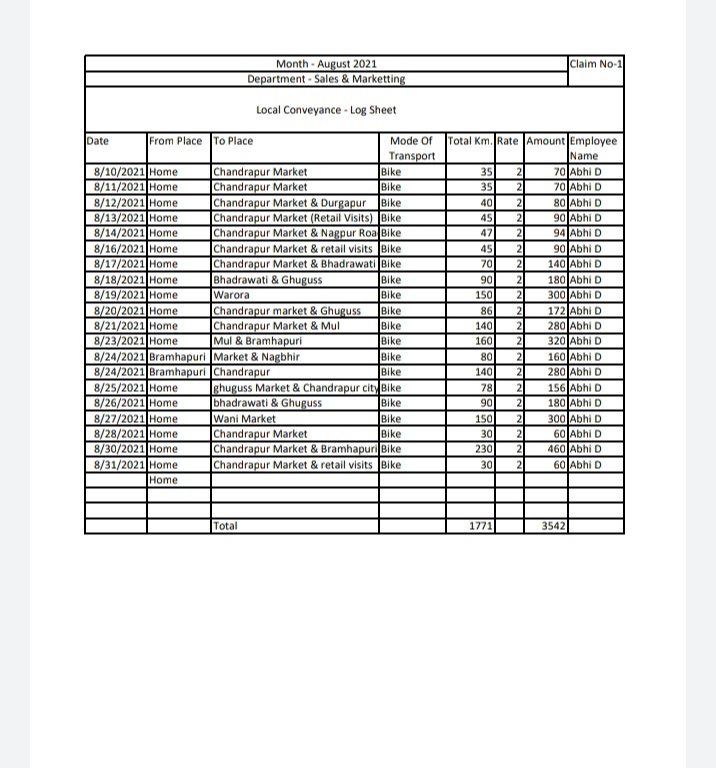 Month - August 2021 Claim No-1
Department - Sales & Marketting
Local Conveyance - Log Sheet
Date From Place To Place Mode Of Transport Total Km. Rate Amount Employee Name
8/10/2021 Home Chandrapur Market Bike 35 2 70 Abhi D
8/11/2021 Home Chandrapur Market Bike 35 2 70 Abhi D
8/12/2021 Home Chandrapur Market & Durgapur Bike 40 2 80 Abhi D
8/13/2021 Home Chandrapur Market (Retail Visits) Bike 45 2 90 Abhi D
8/14/2021 Home Chandrapur Market & Nagpur Roa Bike 47 2 94 Abhi D
8/16/2021 Home Chandrapur Market & retail visits Bike 45 2 90 Abhi D
8/17/2021 Home Chandrapur Market & Bhadrawati Bike 70 2 140 Abhi D
8/18/2021 Home Bhadrawati & Ghuguss Bike 90 2 180 Abhi D
8/19/2021 Home Warora Bike 150 2 300 Abhi D
8/20/2021 Home Chandrapur market & Ghuguss Bike 86 2 172 Abhi D
8/21/2021 Home Chandrapur Market & Mul Bike 140 2 280 Abhi D
8/23/2021 Home Mul & Bramhapuri Bike 160 2 320 Abhi D
8/24/2021 Bramhapuri Market & Nagbhir Bike 80 2 160 Abhi D
8/24/2021 Bramhapuri Chandrapur Bike 140 2 280 Abhi D
8/25/2021 Home ghuguss Market & Chandrapur city Bike 78 2 156 Abhi D
8/26/2021 Home bhadrawati & Ghuguss Bike 90 2 180 Abhi D
8/27/2021 Home Wani Market Bike 150 2 300 Abhi D
8/28/2021 Home Chandrapur Market Bike 30 2 60 Abhi D
8/30/2021 Home Chandrapur Market & Bramhapuri Bike 230 2 460 Abhi D
8/31/2021 Home Chandrapur Market & retail visits Bike 30 2 60 Abhi D
Home
Total 1771 3542